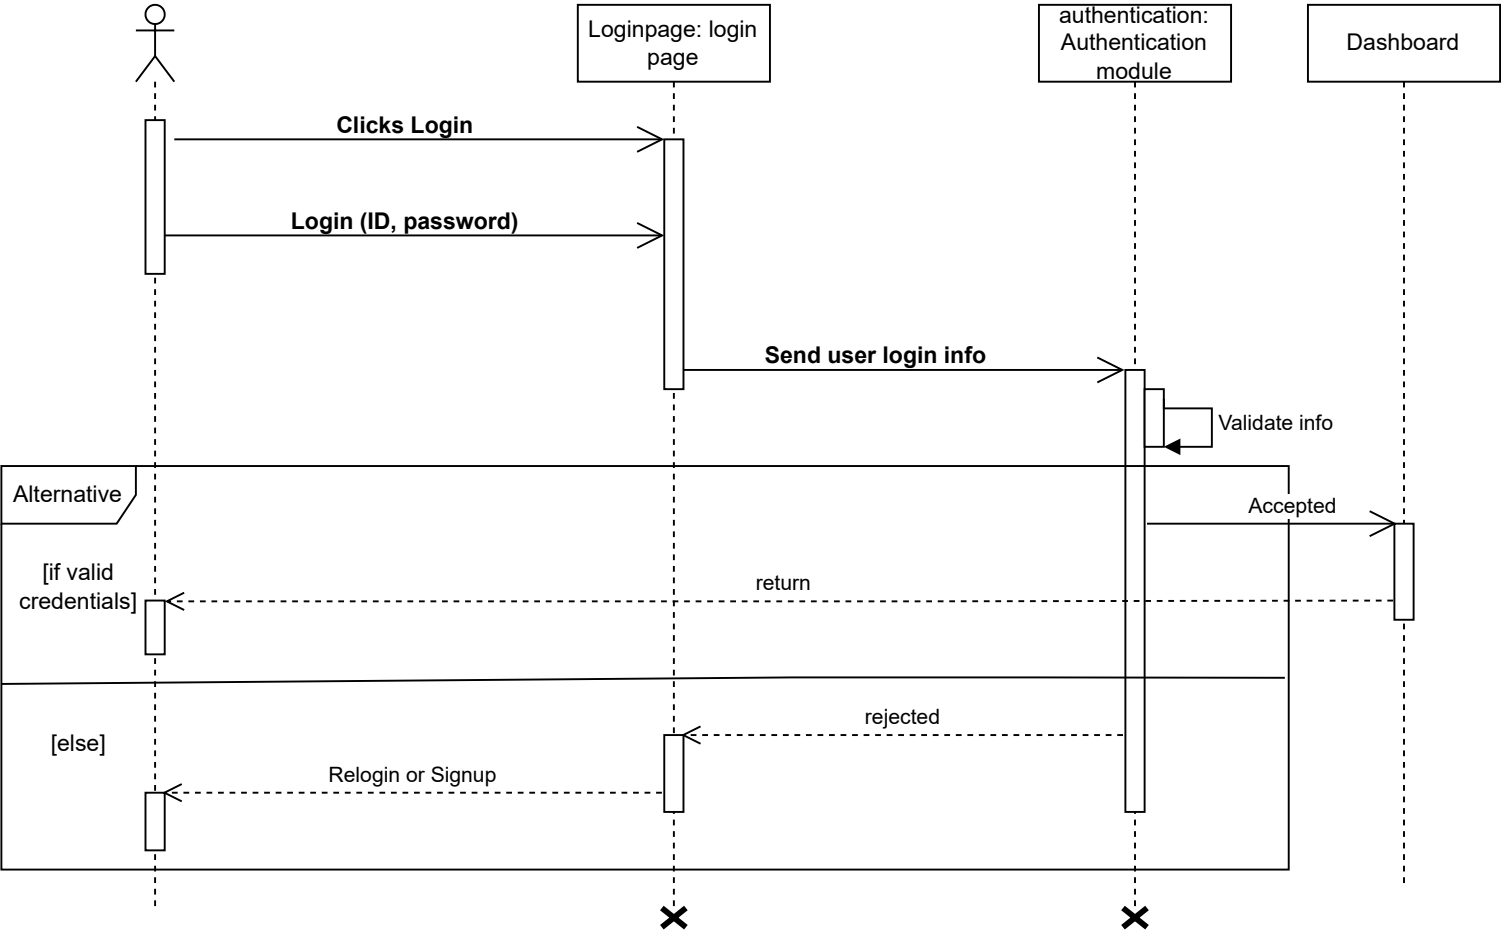 Loginpage: login
page
authentication:
Authentication
module
Dashboard
Clicks Login
Login (ID, password)
Send user login info
Validate info
Alternative
Accepted
[if valid
credentials]
return
rejected
[else]
Relogin or Signup